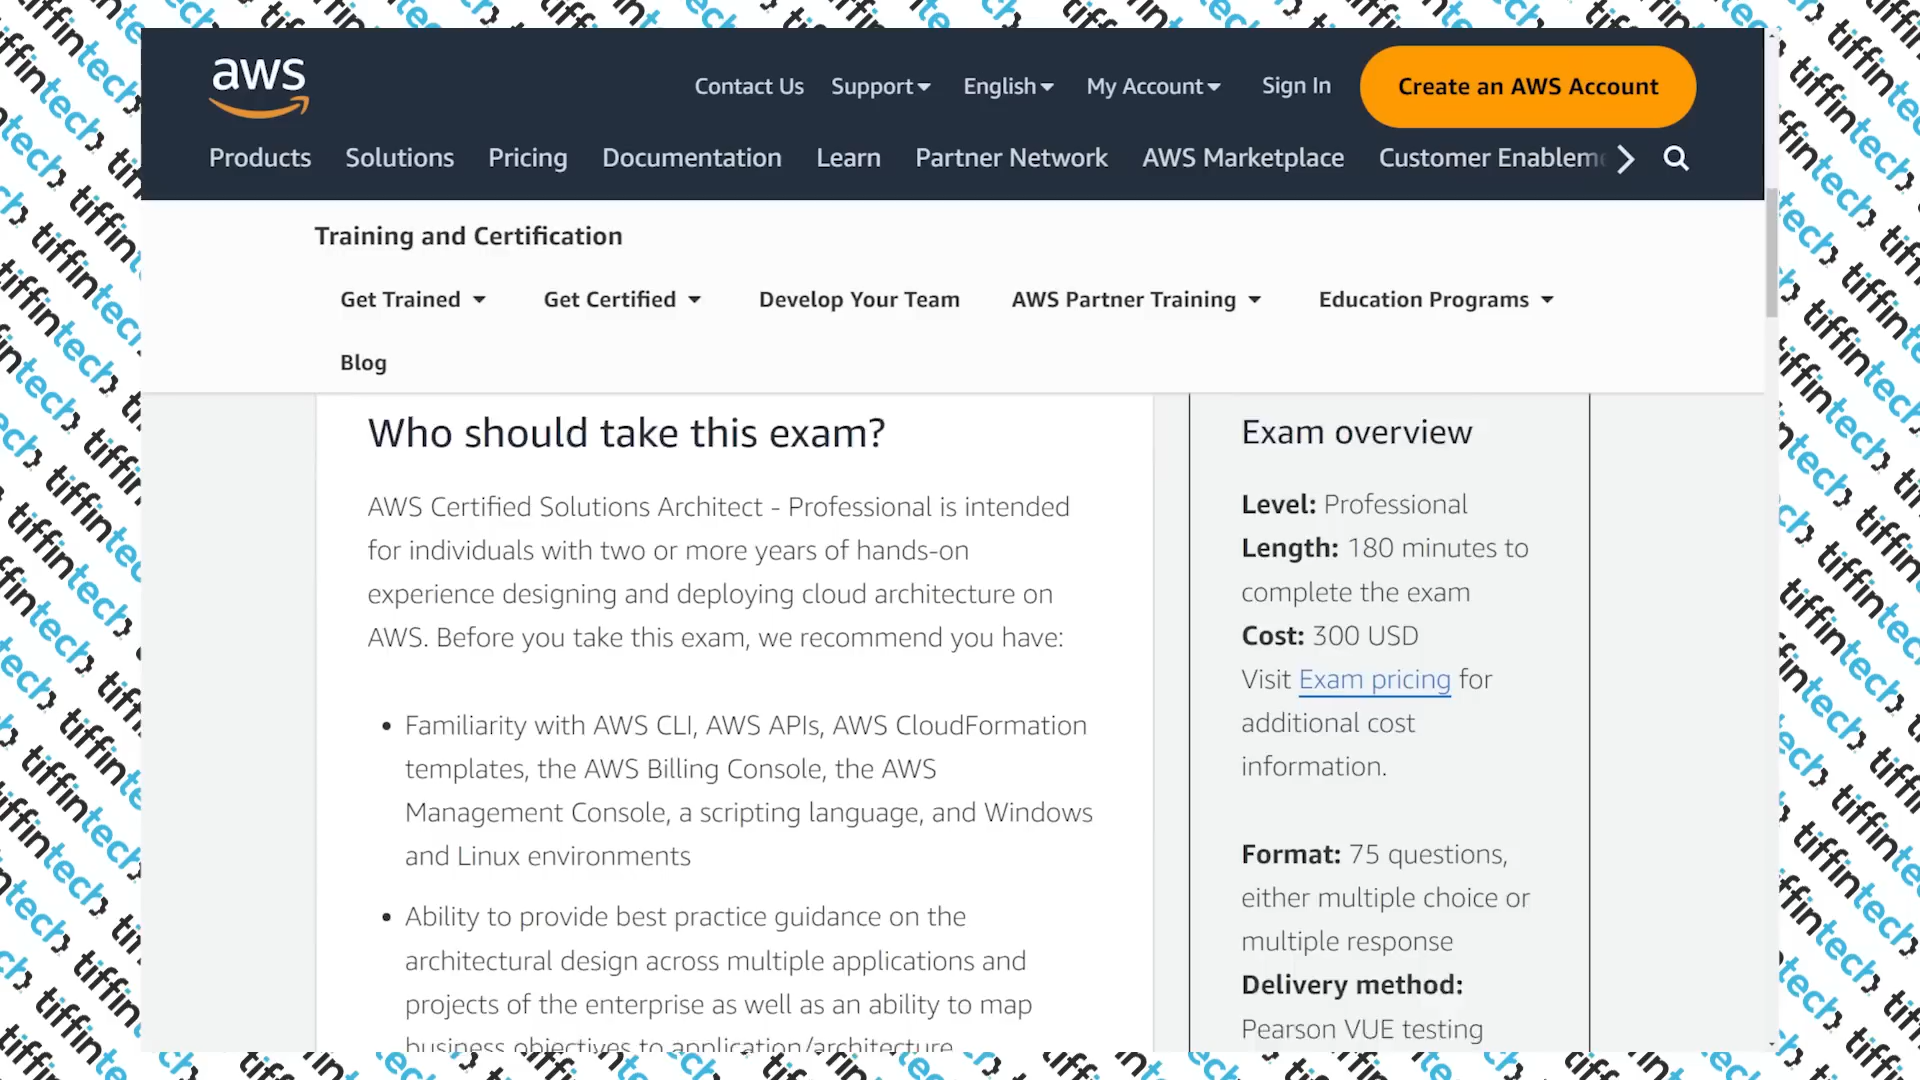 aws
Contact Us Support English My Account Sign In Create an AWS Account
Products Solutions Pricing Documentation Learn Partner Network AWS Marketplace Customer
Training and Certification
Get Trained Get Certified Develop Your Team AWS Partner Training Education Programs
Blog
Who should take this exam?
AWS Certified Solutions Architect - Professional is intended
for individuals with two or more years of hands-on
experience designing and deploying cloud architecture on
AWS. Before you take this exam, we recommend you have:
• Familiarity with AWS CLI, AWS APIs, AWS CloudFormation
templates, the AWS Billing Console, the AWS
Management Console, a scripting language, and Windows
and Linux environments
• Ability to provide best practice guidance on the
architectural design across multiple applications and
projects of the enterprise as well as an ability to map
business objectives to application/architecture
Exam overview
Level: Professional
Length: 180 minutes to
complete the exam
Cost: 300 USD
Visit Exam pricing for
additional cost
information.
Format: 75 questions,
either multiple choice or
multiple response
Delivery method:
Pearson VUE testing
tiffintech